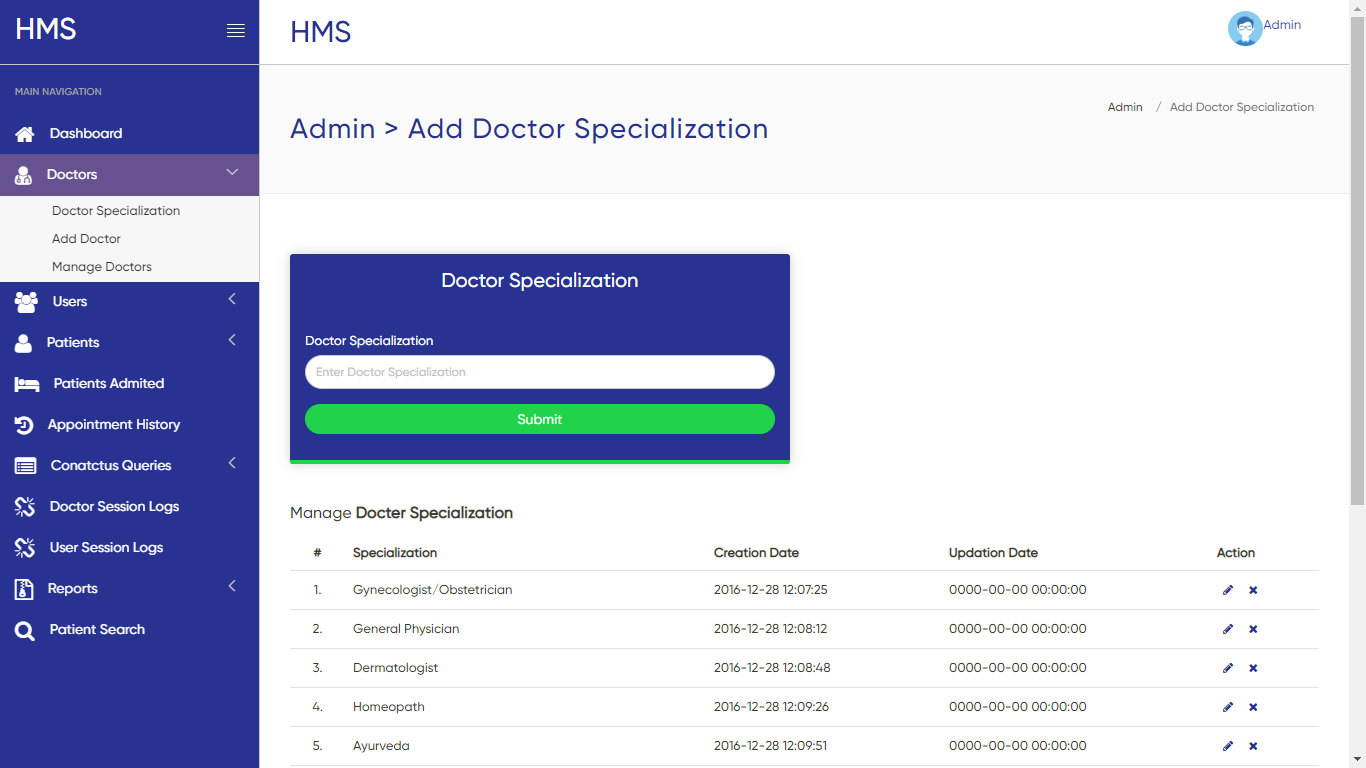 HMS
HMS
Admin
MAIN NAVIGATION
Dashboard
Doctors
Doctor Specialization
Add Doctor
Manage Doctors
Users
Patients
Patients Admited
Appointment History
Conatctus Queries
Doctor Session Logs
User Session Logs
Reports
Patient Search
Admin > Add Doctor Specialization
Admin / Add Doctor Specialization
Doctor Specialization
Doctor Specialization
Enter Doctor Specialization
Submit
Manage Docter Specialization
# Specialization Creation Date Updation Date Action
1. Gynecologist/Obstetrician 2016-12-28 12:07:25 0000-00-00 00:00:00
2. General Physician 2016-12-28 12:08:12 0000-00-00 00:00:00
3. Dermatologist 2016-12-28 12:08:48 0000-00-00 00:00:00
4. Homeopath 2016-12-28 12:09:26 0000-00-00 00:00:00
5. Ayurveda 2016-12-28 12:09:51 0000-00-00 00:00:00